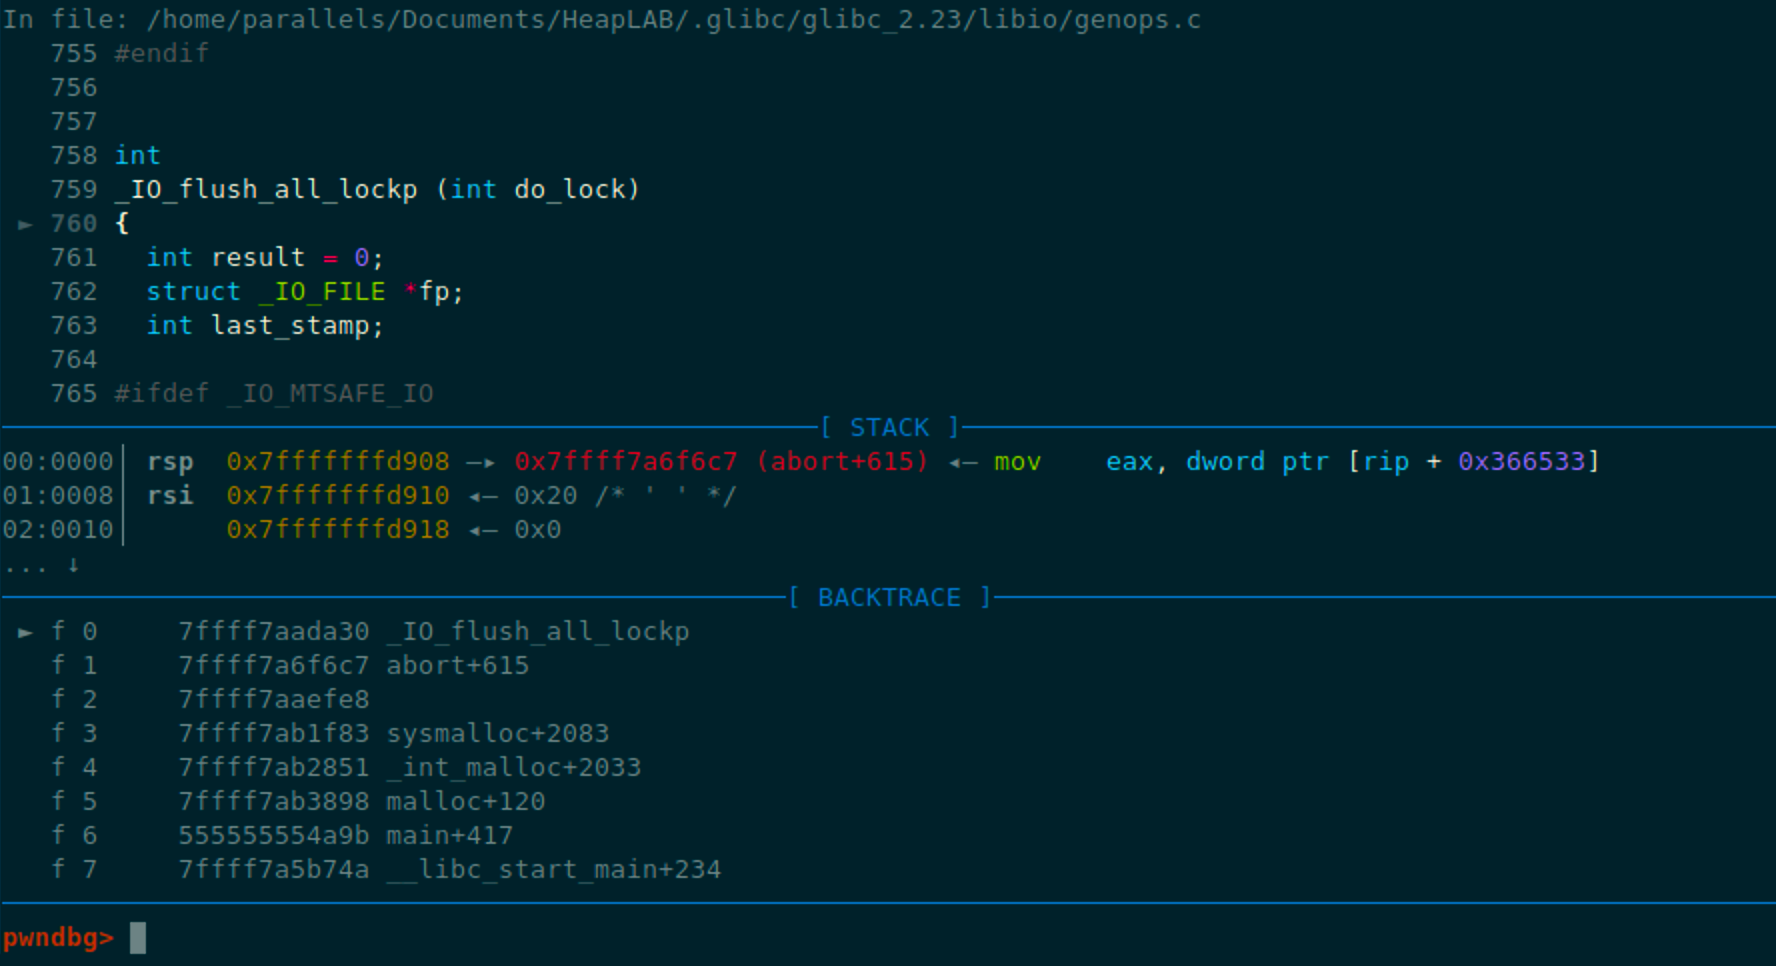 In file: /home/parallels/Documents/HeapLAB/.glibc/glibc_2.23/libio/genops.c
755 #endif
756
757
758 int
759 _IO_flush_all_lockp (int do_lock)
► 760 {
761   int result = 0;
762   struct _IO_FILE *fp;
763   int last_stamp;
764
765 #ifdef _IO_MTSAFE_IO
[ STACK ]
00:0000│ rsp  0x7fffffffd908 —▸ 0x7ffff7a6f6c7 (abort+615) ◂— mov    eax, dword ptr [rip + 0x366533]
01:0008│ rsi  0x7fffffffd910 ◂— 0x20 /* ' ' */
02:0010│      0x7fffffffd918 ◂— 0x0
... ↓
[ BACKTRACE ]
► f 0     7ffff7aada30 _IO_flush_all_lockp
f 1     7ffff7a6f6c7 abort+615
f 2     7ffff7aaefe8
f 3     7ffff7ab1f83 sysmalloc+2083
f 4     7ffff7ab2851 _int_malloc+2033
f 5     7ffff7ab3898 malloc+120
f 6     555555554a9b main+417
f 7     7ffff7a5b74a __libc_start_main+234
pwndbg>